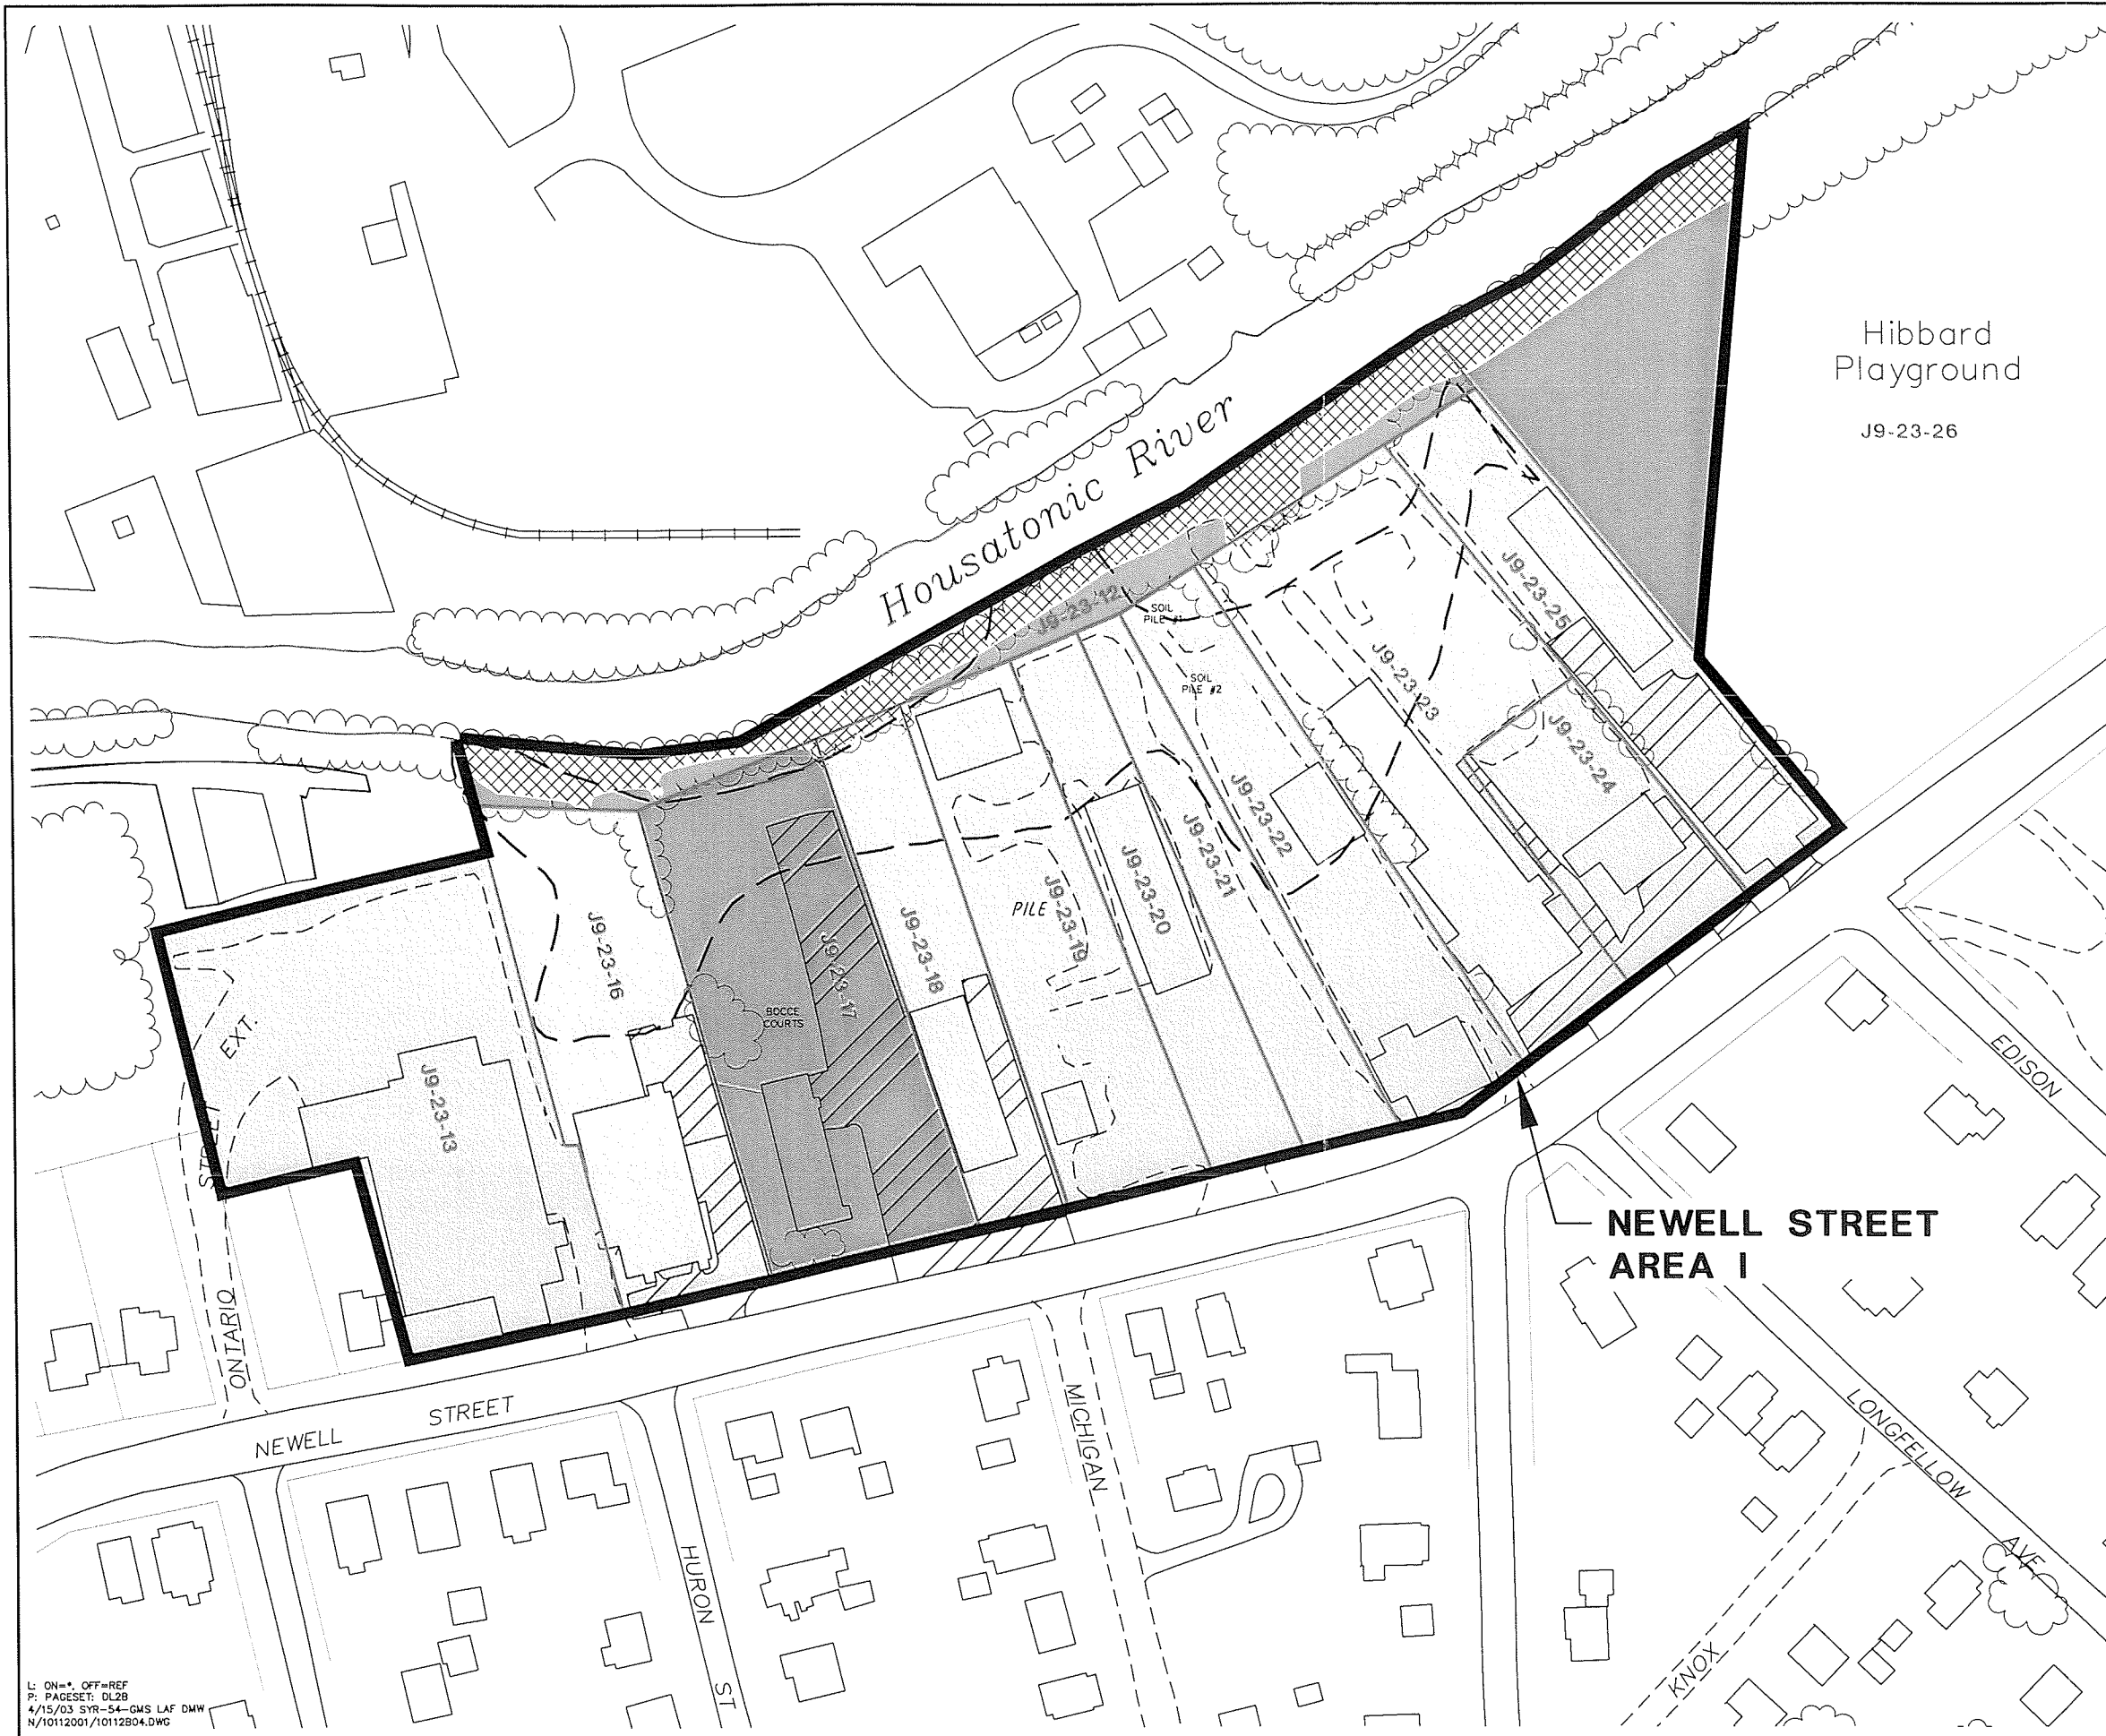 Hibbard
Playground
J9-23-26
Housatonic River
J9-23-12
SOIL
PILE #1
SOIL
PILE #2
J9-23-25
J9-23-23
J9-23-24
J9-23-22
J9-23-21
J9-23-20
J9-23-19
PILE
J9-23-18
J9-23-17
BOCCE
COURTS
J9-23-16
J9-23-13
EXT.
STREET
ONTARIO
NEWELL STREET
AREA I
EDISON
NEWELL STREET
HURON ST
MICHIGAN
LONGFELLOW AVE
KNOX
L: ON=*, OFF=REF
P: PAGESET: DL2B
4/15/03 SYR-54-GMS LAF DMW
N/10112001/10112B04.DWG